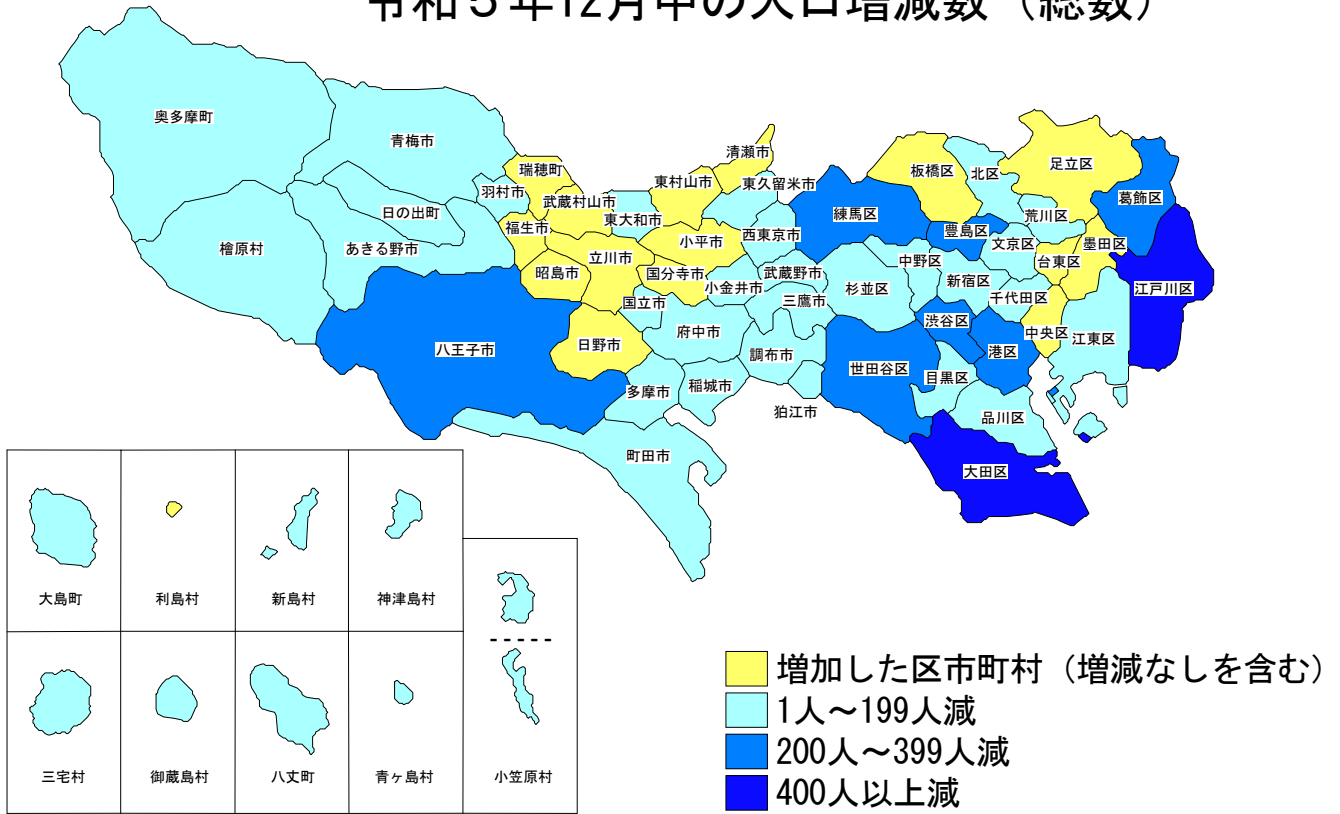 令和５年12月中の人口増減数（総数）
奥多摩町
青梅市
瑞穂町
羽村市
日の出町
檜原村
あきる野市
福生市
武蔵村山市
東大和市
東村山市
清瀬市
東久留米市
昭島市
立川市
小平市
西東京市
国分寺市
小金井市
武蔵野市
国立市
三鷹市
八王子市
日野市
府中市
調布市
多摩市
稲城市
狛江市
町田市
板橋区
北区
足立区
葛飾区
練馬区
豊島区
荒川区
文京区
台東区
墨田区
中野区
杉並区
新宿区
千代田区
江戸川区
渋谷区
港区
中央区
江東区
世田谷区
目黒区
品川区
大田区
大島町
利島村
新島村
神津島村
三宅村
御蔵島村
八丈町
青ヶ島村
小笠原村
増加した区市町村（増減なしを含む）
1人～199人減
200人～399人減
400人以上減